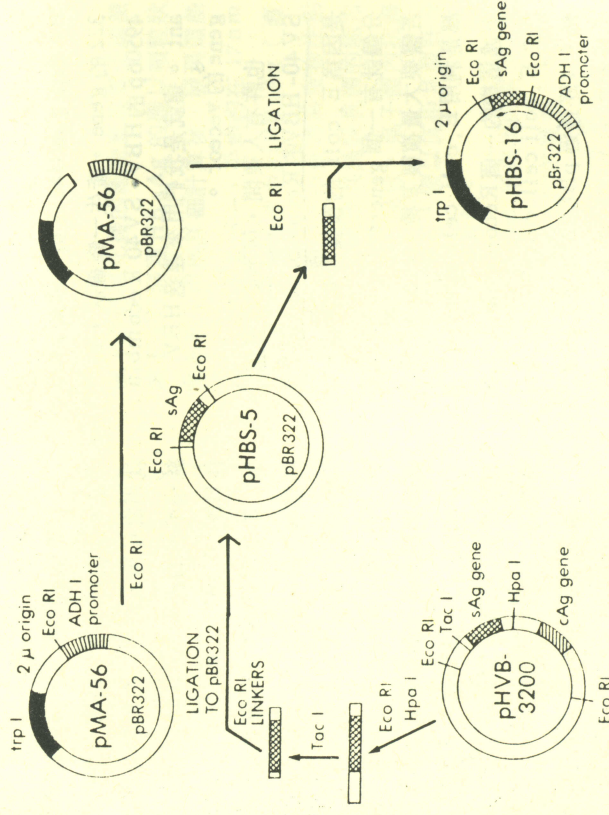 trp I
2 μ origin
Eco RI
ADH I
promoter
pMA-56
pBR322
Eco RI
pMA-56
pBR322
LIGATION
TO pBR322
Eco RI
LINKERS
Tac I
Eco RI
Hpa I
Eco RI
sAg
Eco RI
pHBS-5
pBR322
Eco RI
LIGATION
Eco RI
Tac I
sAg gene
Hpa I
cAg gene
Eco RI
pHVB-
3200
trp I
2 μ origin
Eco RI
sAg gene
Eco RI
ADH I
promoter
pHBS-16
pBr322